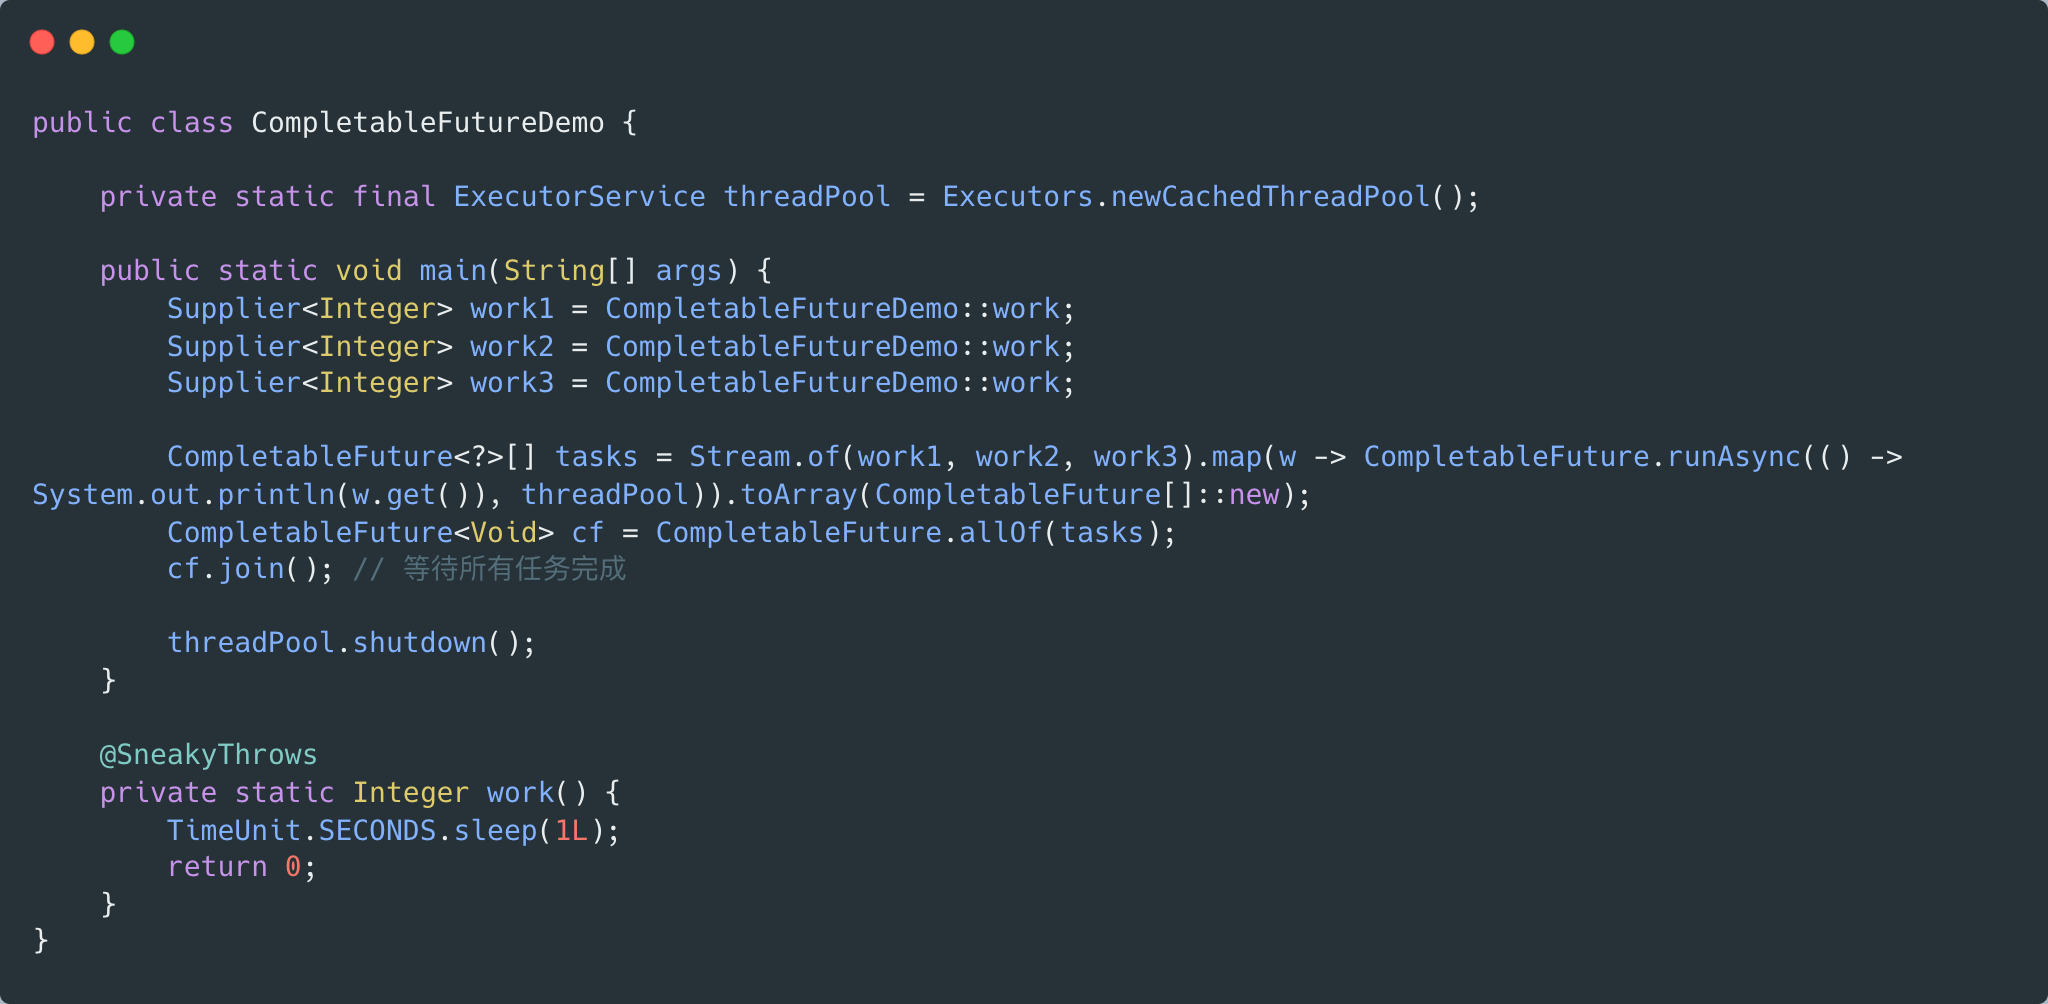 public class CompletableFutureDemo {
    private static final ExecutorService threadPool = Executors.newCachedThreadPool();
    public static void main(String[] args) {
        Supplier<Integer> work1 = CompletableFutureDemo::work;
        Supplier<Integer> work2 = CompletableFutureDemo::work;
        Supplier<Integer> work3 = CompletableFutureDemo::work;
        CompletableFuture<?>[] tasks = Stream.of(work1, work2, work3).map(w -> CompletableFuture.runAsync(() ->
System.out.println(w.get()), threadPool)).toArray(CompletableFuture[]::new);
        CompletableFuture<Void> cf = CompletableFuture.allOf(tasks);
        cf.join(); // 等待所有任务完成
        threadPool.shutdown();
    }
    @SneakyThrows
    private static Integer work() {
        TimeUnit.SECONDS.sleep(1L);
        return 0;
    }
}